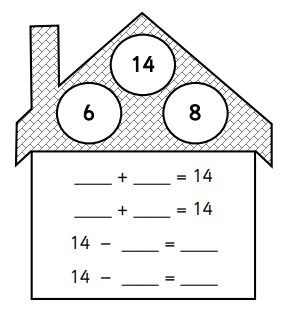 14
6 8
____ + ____ = 14
____ + ____ = 14
14 − ____ = ____
14 − ____ = ____